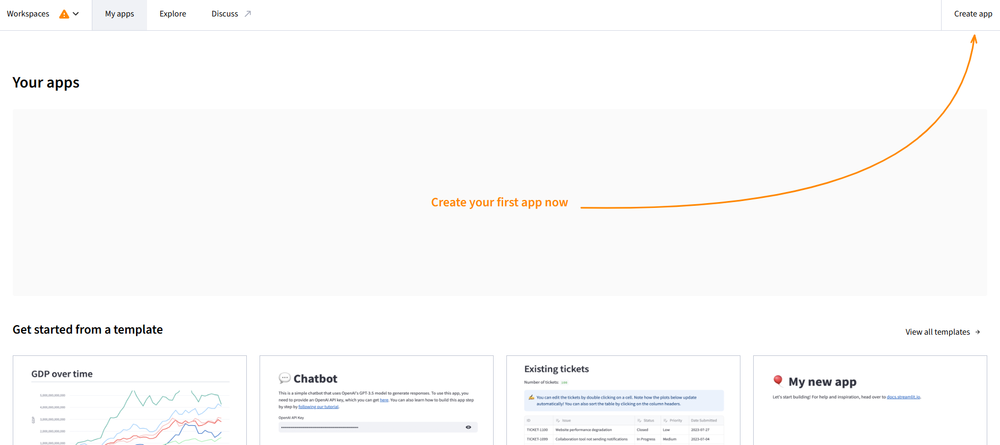 Workspaces
My apps
Explore
Discuss
Create app
Your apps
Create your first app now
Get started from a template
View all templates →
GDP over time
5,000,000,000,000
4,000,000,000,000
3,000,000,000,000
2,000,000,000,000
1,000,000,000,000
GDP
Chatbot
This is a simple chatbot that uses OpenAI's GPT-3.5 model to generate responses. To use this app, you
need to provide an OpenAI API key, which you can get here. You can also learn how to build this app step
by step by following our tutorial.
OpenAI API Key
Existing tickets
Number of tickets: 100
You can edit the tickets by double clicking on a cell. Note how the plots below update
automatically! You can also sort the table by clicking on the column headers.
ID Issue Status Priority Date Submitted
TICKET-1100 Website performance degradation Closed Low 2023-07-27
TICKET-1099 Collaboration tool not sending notifications In Progress Medium 2023-07-04
My new app
Let's start building! For help and inspiration, head over to docs.streamlit.io.